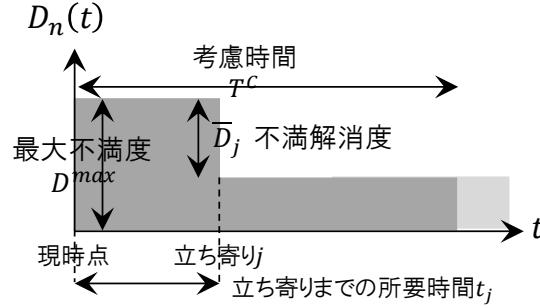 D_n(t)
考慮時間
T^C
最大不満度
D^{max}
\overline{D}_j 不満解消度
t
現時点
立ち寄りj
立ち寄りまでの所要時間t_j